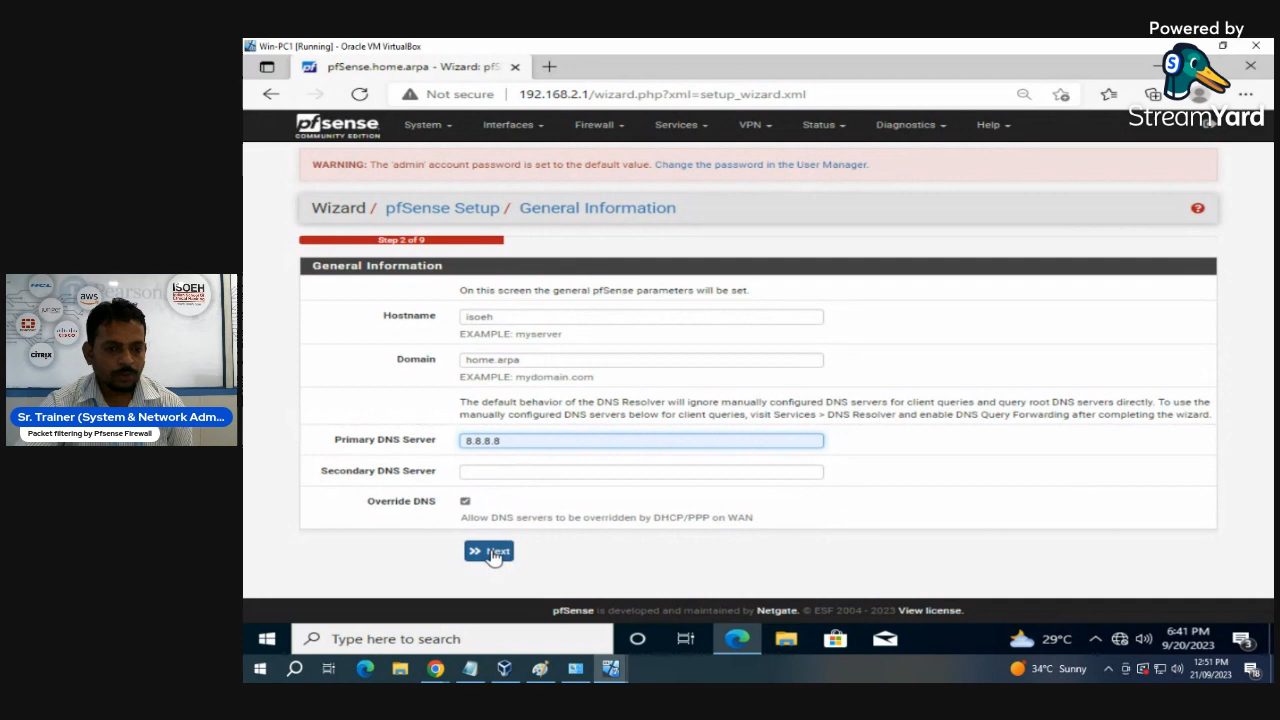 Powered by
S
StreamYard
Win-PC1 [Running] - Oracle VM VirtualBox
pf pfSense.home.arpa - Wizard: pfS
Not secure | 192.168.2.1/wizard.php?xml=setup_wizard.xml
pfsense COMMUNITY EDITION
System Interfaces Firewall Services VPN Status Diagnostics Help
WARNING: The 'admin' account password is set to the default value. Change the password in the User Manager.
Wizard / pfSense Setup / General Information
Step 2 of 9
General Information
On this screen the general pfSense parameters will be set.
Hostname isoeh
EXAMPLE: myserver
Domain home.arpa
EXAMPLE: mydomain.com
The default behavior of the DNS Resolver will ignore manually configured DNS servers for client queries and query root DNS servers directly. To use the
manually configured DNS servers below for client queries, visit Services > DNS Resolver and enable DNS Query Forwarding after completing the wizard.
Primary DNS Server 8.8.8.8
Secondary DNS Server
Override DNS
Allow DNS servers to be overridden by DHCP/PPP on WAN
Next
pfSense is developed and maintained by Netgate. © ESF 2004 - 2023 View license.
Type here to search
29°C
6:41 PM
9/20/2023
3
34°C Sunny
12:51 PM
21/09/2023
18
aws
Pearson
ISOEH
cisco
CITRIX
Sr. Trainer (System & Network Adm...
Packet filtering by Pfsense Firewall